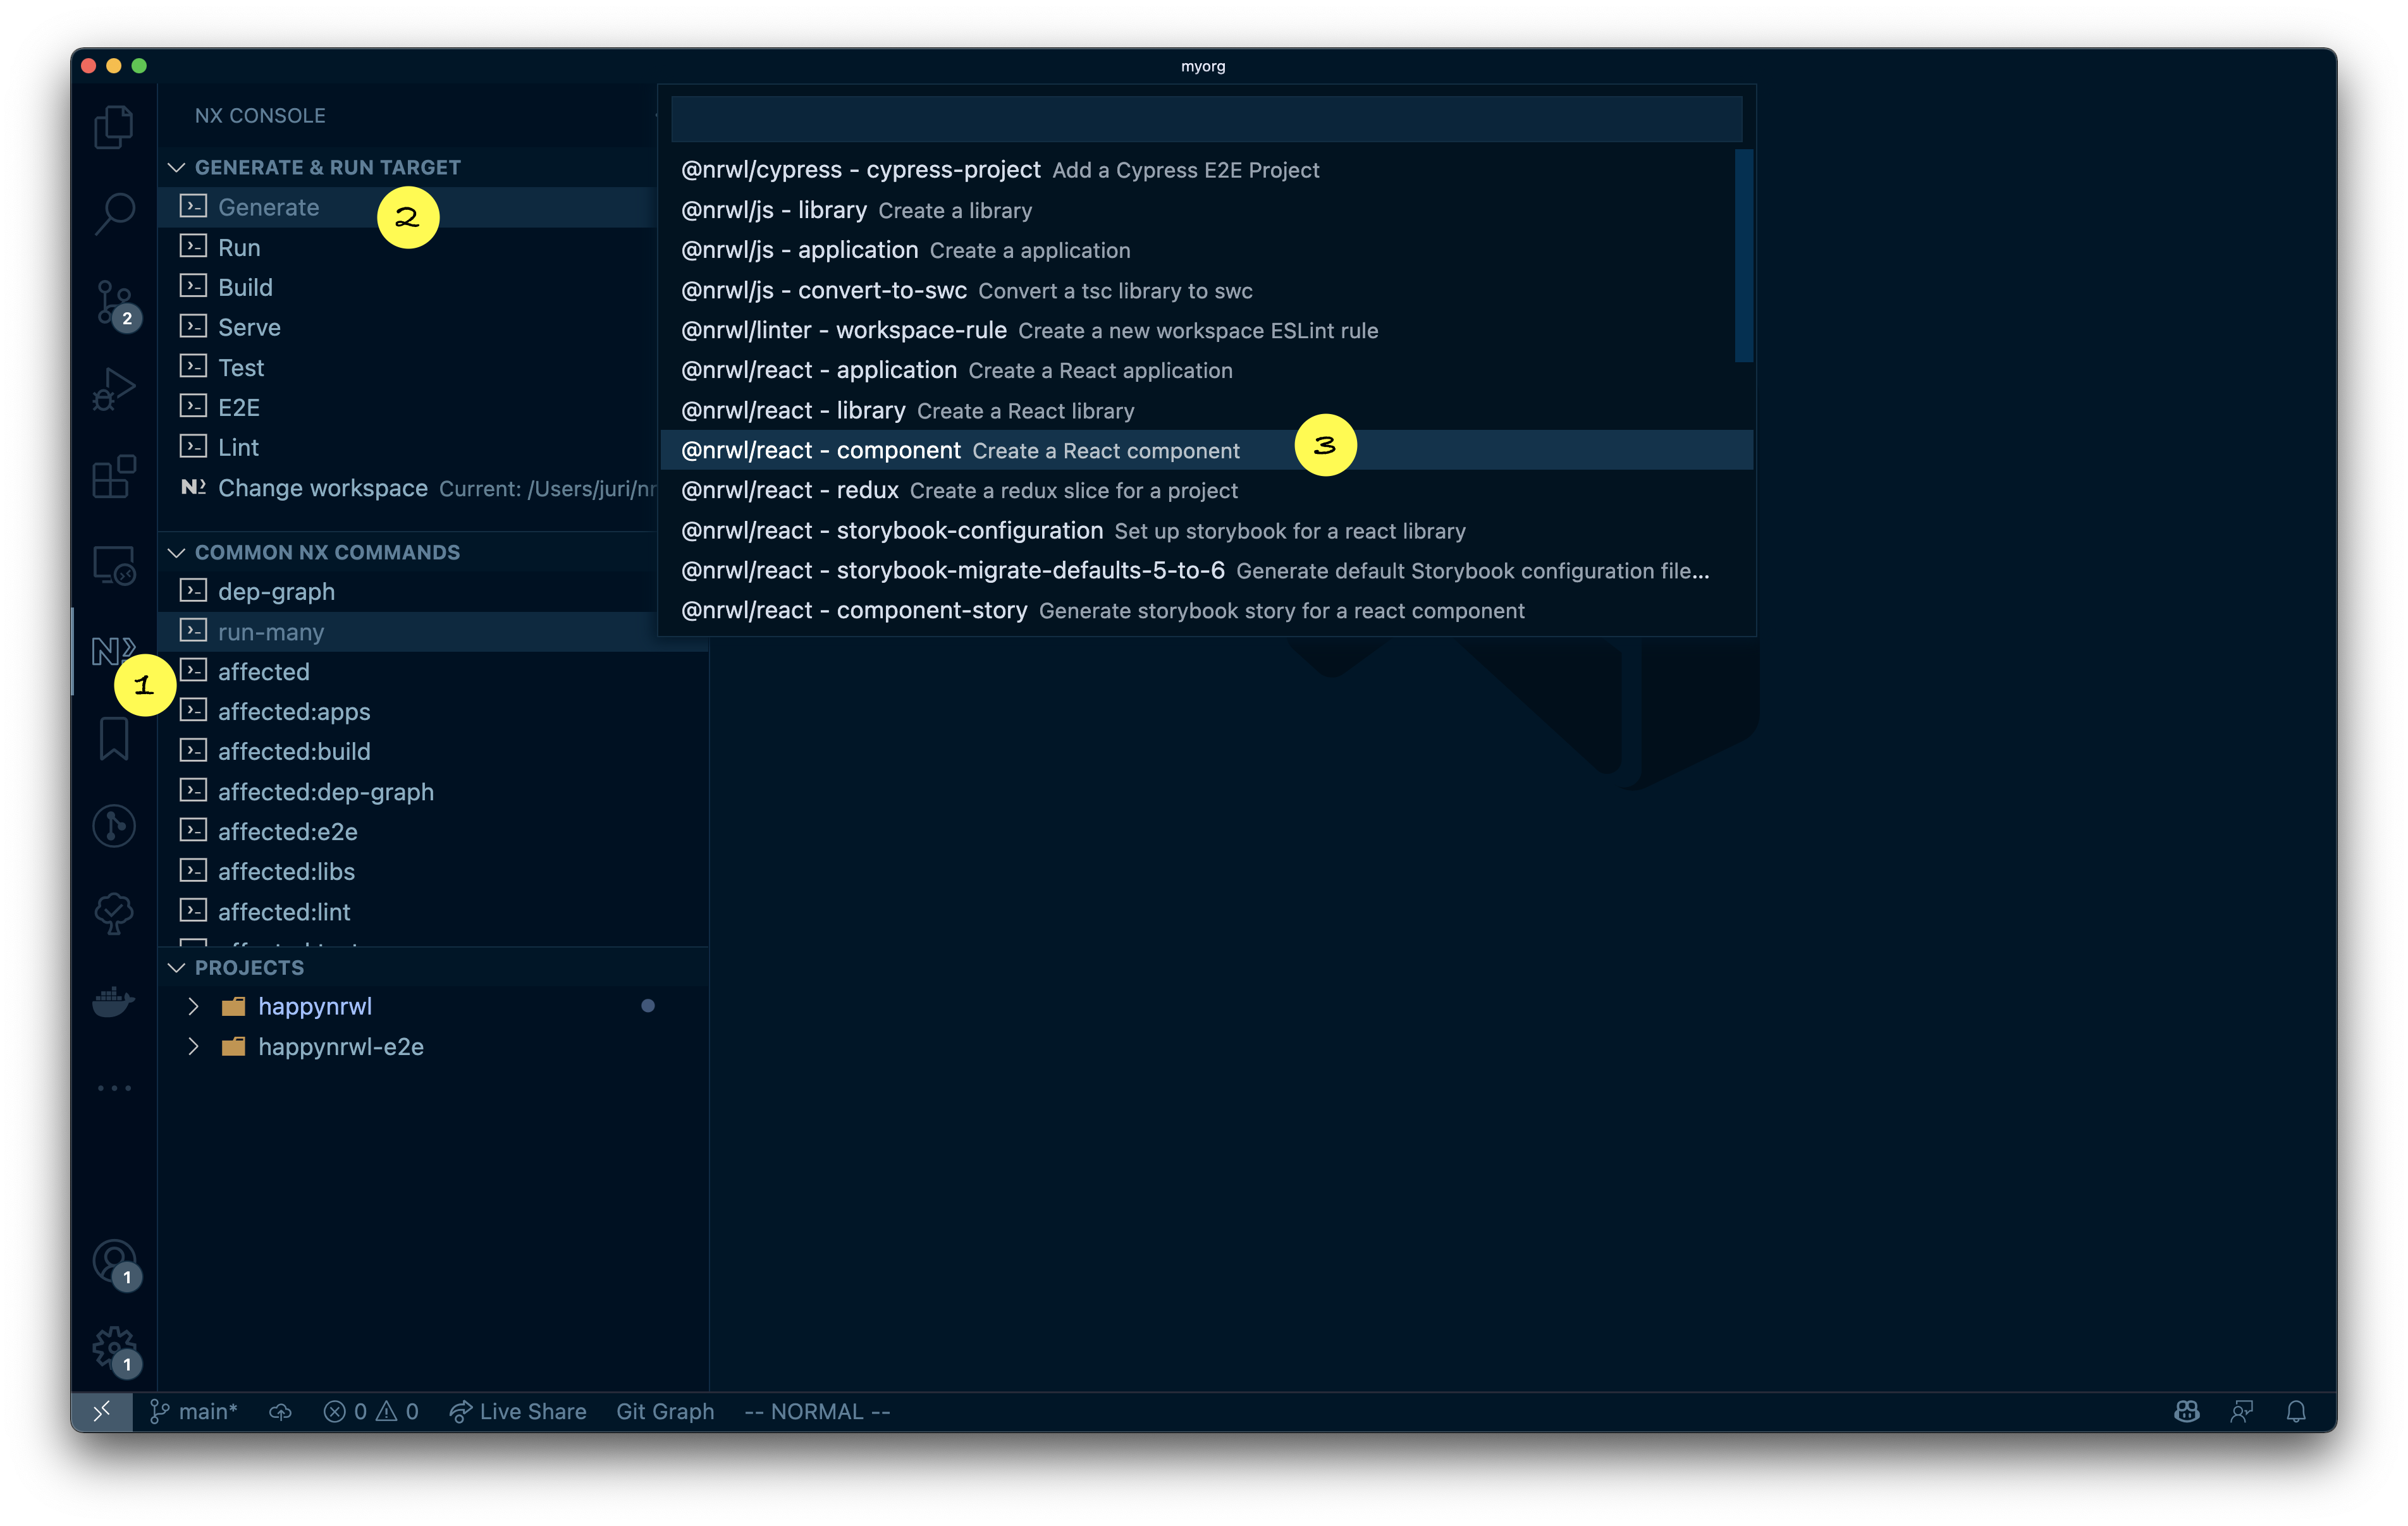 myorg
NX CONSOLE
GENERATE & RUN TARGET
Generate
2
Run
Build
Serve
Test
E2E
Lint
Change workspace Current: /Users/juri/nr
COMMON NX COMMANDS
dep-graph
run-many
affected
affected:apps
affected:build
affected:dep-graph
affected:e2e
affected:libs
affected:lint
PROJECTS
happynrwl
happynrwl-e2e
@nrwl/cypress - cypress-project Add a Cypress E2E Project
@nrwl/js - library Create a library
@nrwl/js - application Create a application
@nrwl/js - convert-to-swc Convert a tsc library to swc
@nrwl/linter - workspace-rule Create a new workspace ESLint rule
@nrwl/react - application Create a React application
@nrwl/react - library Create a React library
@nrwl/react - component Create a React component
3
@nrwl/react - redux Create a redux slice for a project
@nrwl/react - storybook-configuration Set up storybook for a react library
@nrwl/react - storybook-migrate-defaults-5-to-6 Generate default Storybook configuration file...
@nrwl/react - component-story Generate storybook story for a react component
2
N
1
1
1
main* 0 0 Live Share Git Graph -- NORMAL --